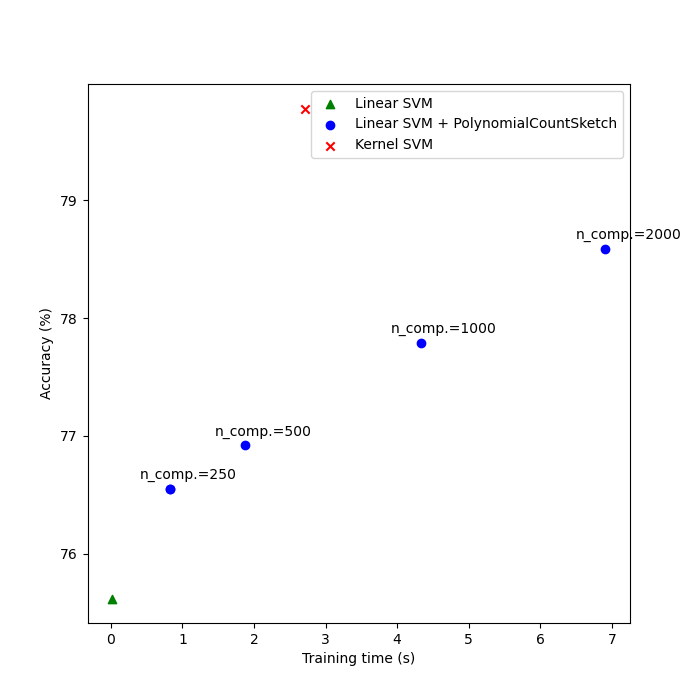 Linear SVM
Linear SVM + PolynomialCountSketch
Kernel SVM
79
n_comp.=2000
78
n_comp.=1000
Accuracy (%)
77
n_comp.=500
n_comp.=250
76
0 1 2 3 4 5 6 7
Training time (s)